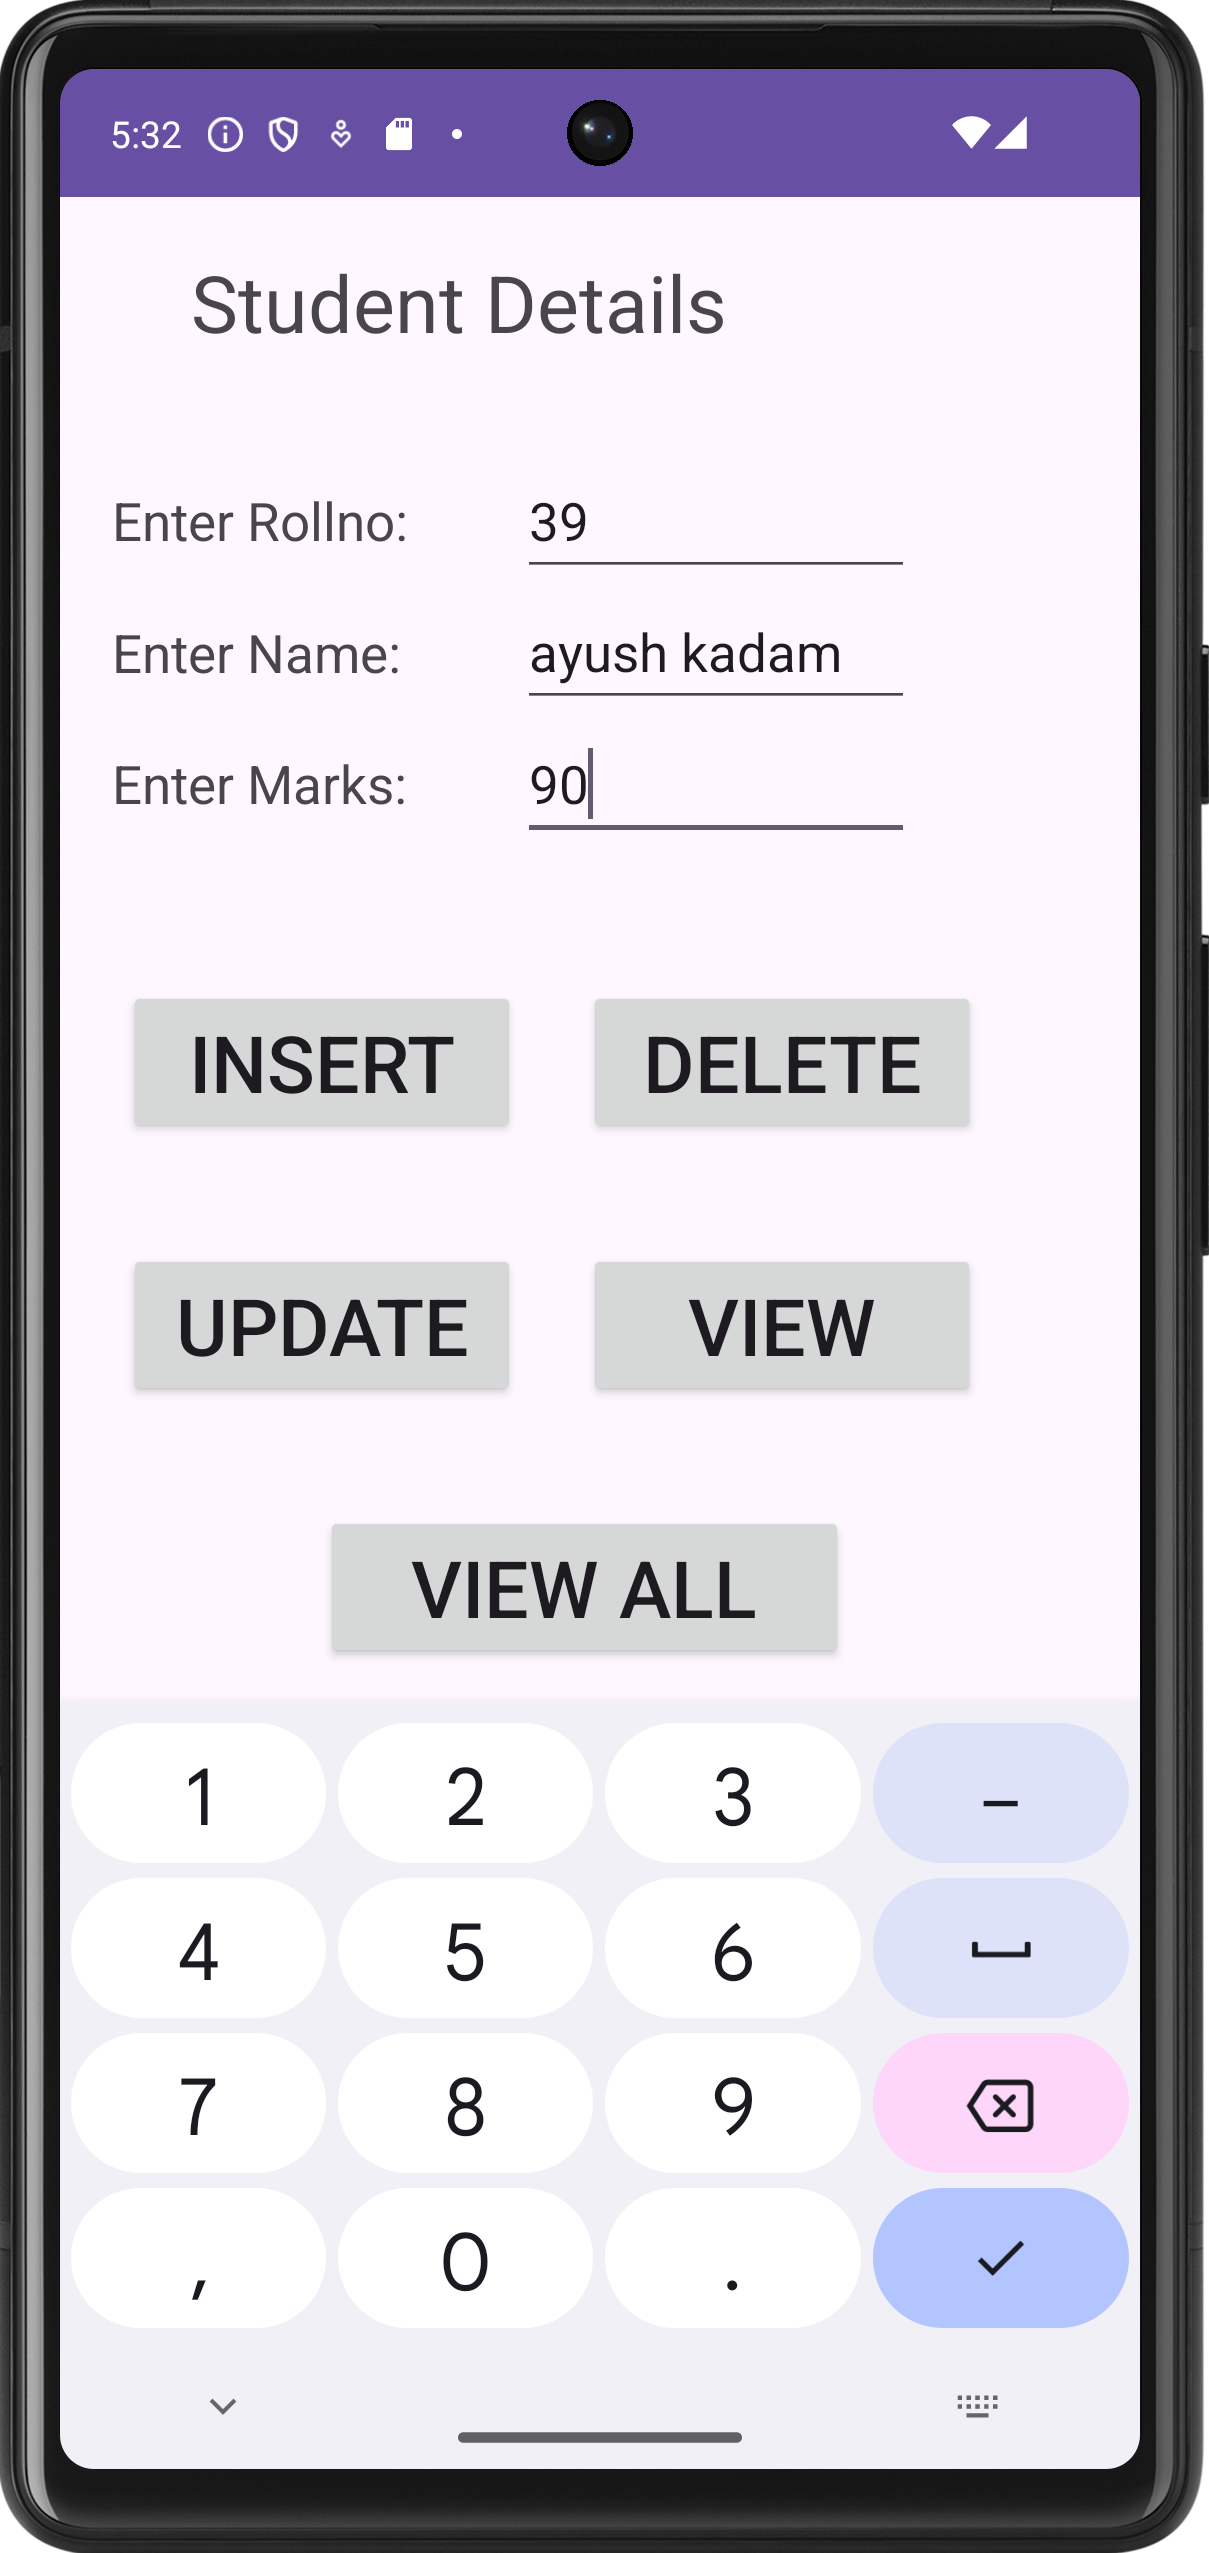 5:32
Student Details
Enter Rollno: 39
Enter Name: ayush kadam
Enter Marks: 90
INSERT DELETE
UPDATE VIEW
VIEW ALL
1 2 3 –
4 5 6
7 8 9
, 0 .